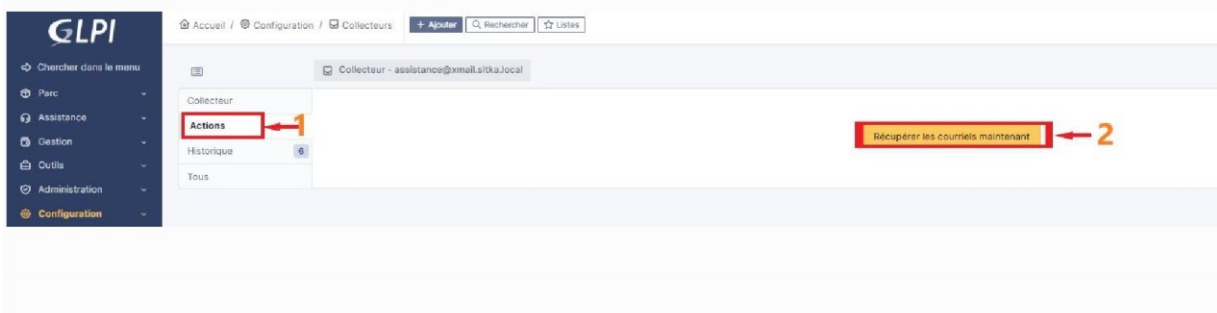 GLPI
Accueil / Configuration / Collecteurs + Ajouter Rechercher Listes
Chercher dans le menu
Parc
Assistance
Gestion
Outils
Administration
Configuration
Collecteur - assistance@xmail.sitka.local
Collecteur
Actions 1
Historique 6
Tous
Récupérer les courriels maintenant 2